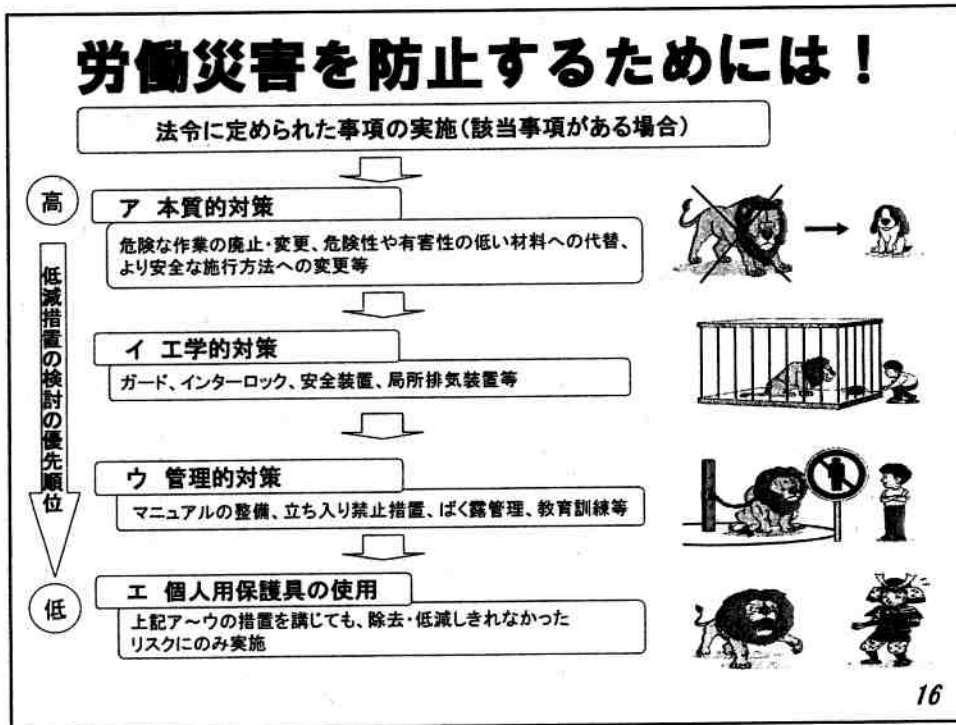 労働災害を防止するためには!
法令に定められた事項の実施(該当事項がある場合)
高
低減措置の検討の優先順位
低
ア 本質的対策
危険な作業の廃止・変更、危険性や有害性の低い材料への代替、
より安全な施行方法への変更等
イ 工学的対策
ガード、インターロック、安全装置、局所排気装置等
ウ 管理的対策
マニュアルの整備、立ち入り禁止措置、ばく露管理、教育訓練等
エ 個人用保護具の使用
上記ア~ウの措置を講じても、除去・低減しきれなかった
リスクにのみ実施
16